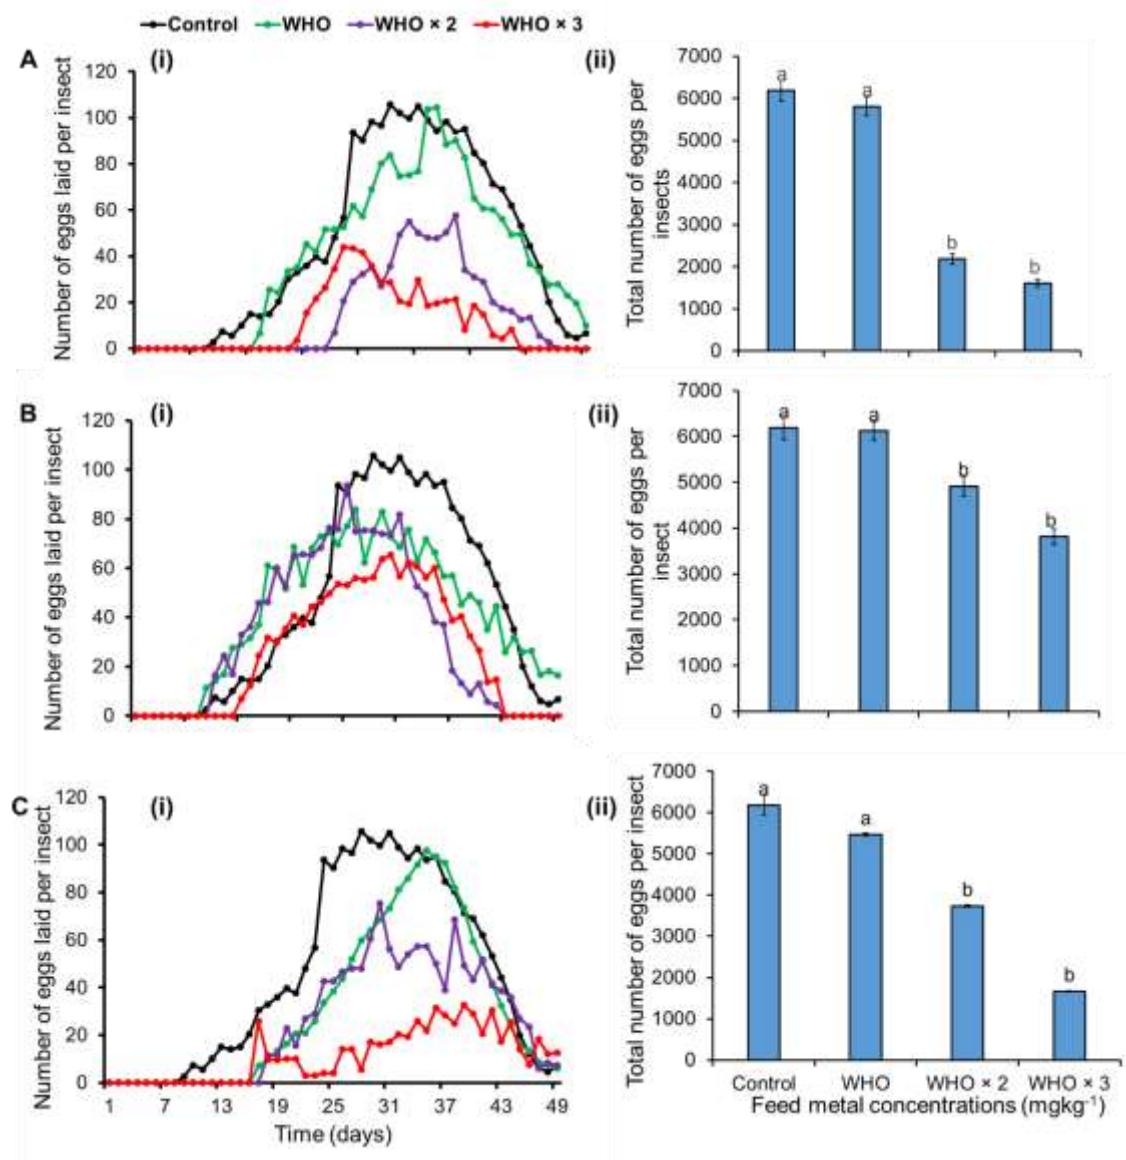 Control WHO WHO × 2 WHO × 3
A (i) (ii)
Number of eggs laid per insect
120
100
80
60
40
20
0
Total number of eggs per
insects
7000
6000
5000
4000
3000
2000
1000
0
a a b b
B (i) (ii)
Number of eggs laid per insect
120
100
80
60
40
20
0
Total number of eggs per
insect
7000
6000
5000
4000
3000
2000
1000
0
a a b b
C (i) (ii)
Number of eggs laid per insect
120
100
80
60
40
20
0
1 7 13 19 25 31 37 43 49
Time (days)
Total number of eggs per insect
7000
6000
5000
4000
3000
2000
1000
0
a a b b
Control WHO WHO × 2 WHO × 3
Feed metal concentrations (mgkg⁻¹)